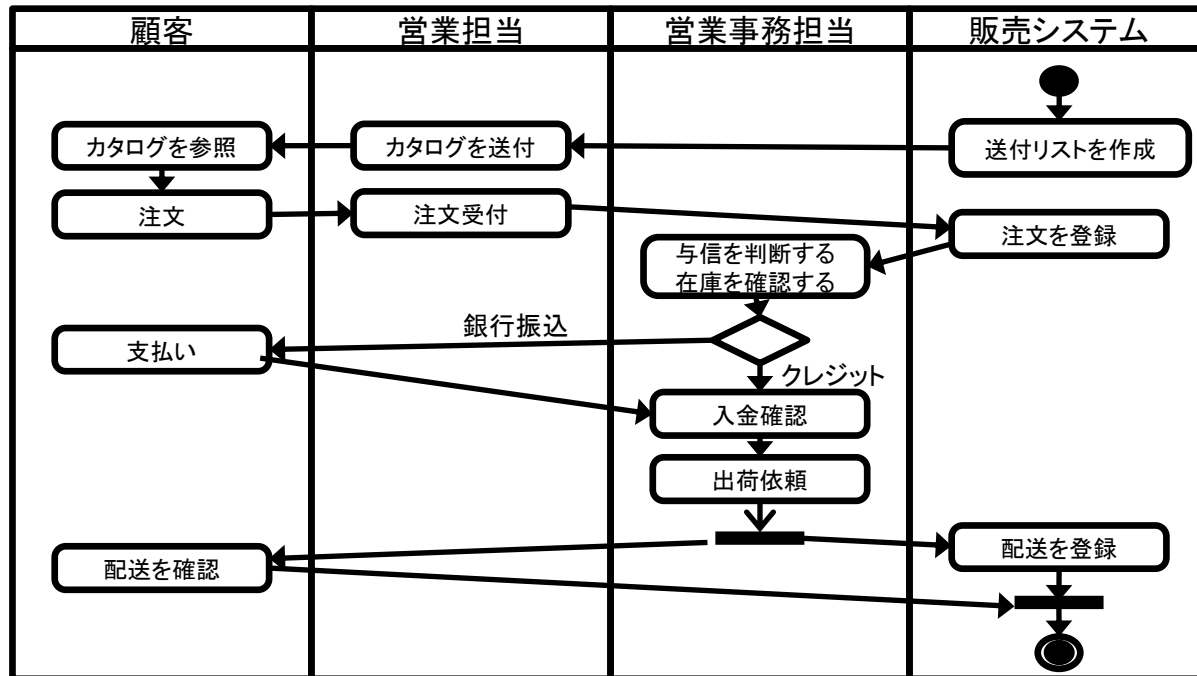 顧客
営業担当
営業事務担当
販売システム
カタログを参照
カタログを送付
送付リストを作成
注文
注文受付
注文を登録
与信を判断する
在庫を確認する
銀行振込
支払い
クレジット
入金確認
出荷依頼
配送を登録
配送を確認